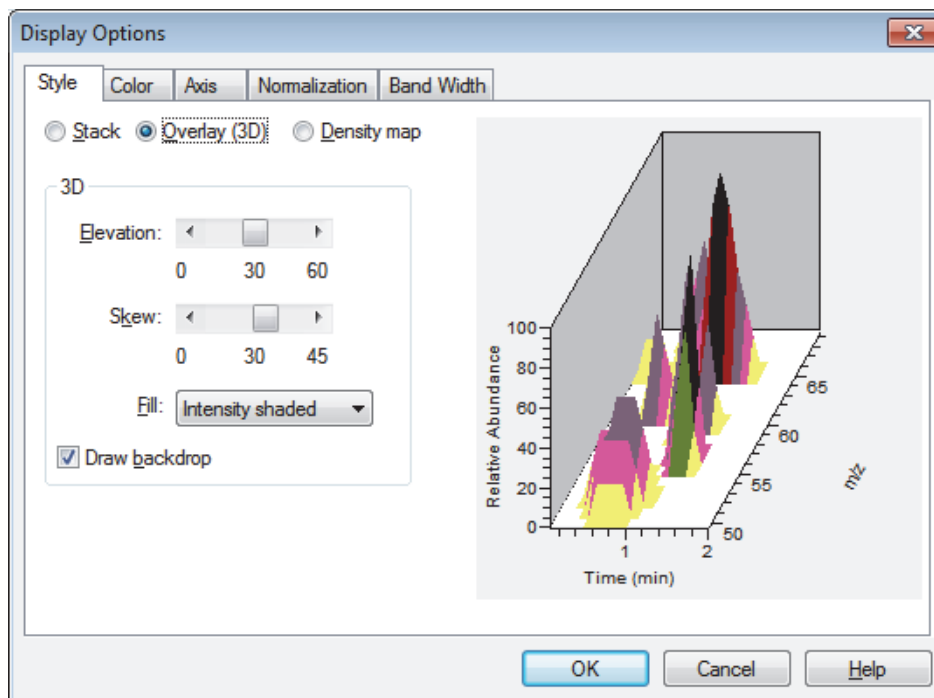 Display Options
Style Color Axis Normalization Band Width
Stack Overlay (3D) Density map
3D
Elevation:
0 30 60
Skew:
0 30 45
Fill: Intensity shaded
Draw backdrop
100
80
60
40
20
0
Relative Abundance
1 2
Time (min)
50
55
60
65
m/z
OK Cancel Help